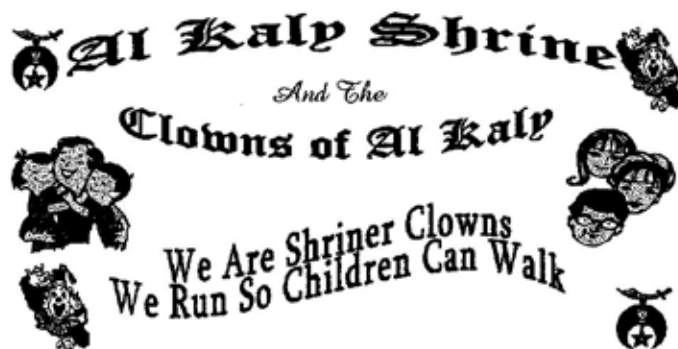 Al Kaly Shrine
And The
Clowns of Al Kaly
We Are Shriner Clowns
We Run So Children Can Walk